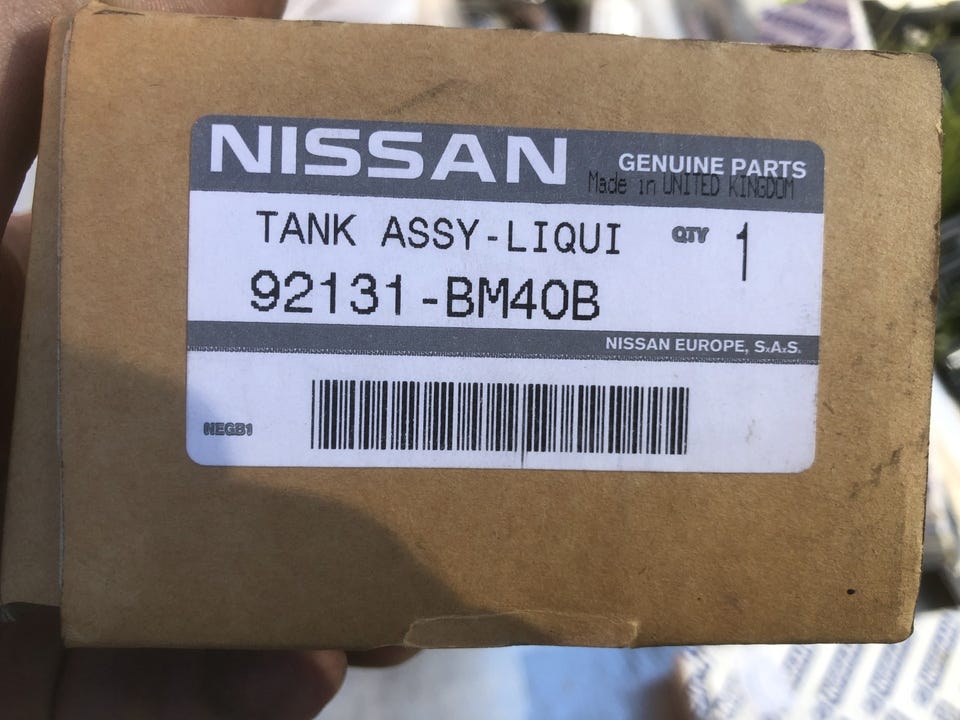 NISSAN GENUINE PARTS
Made in UNITED KINGDOM
TANK ASSY-LIQUI QTY 1
92131-BM40B
NISSAN EUROPE, S.A.S.
NEGB1